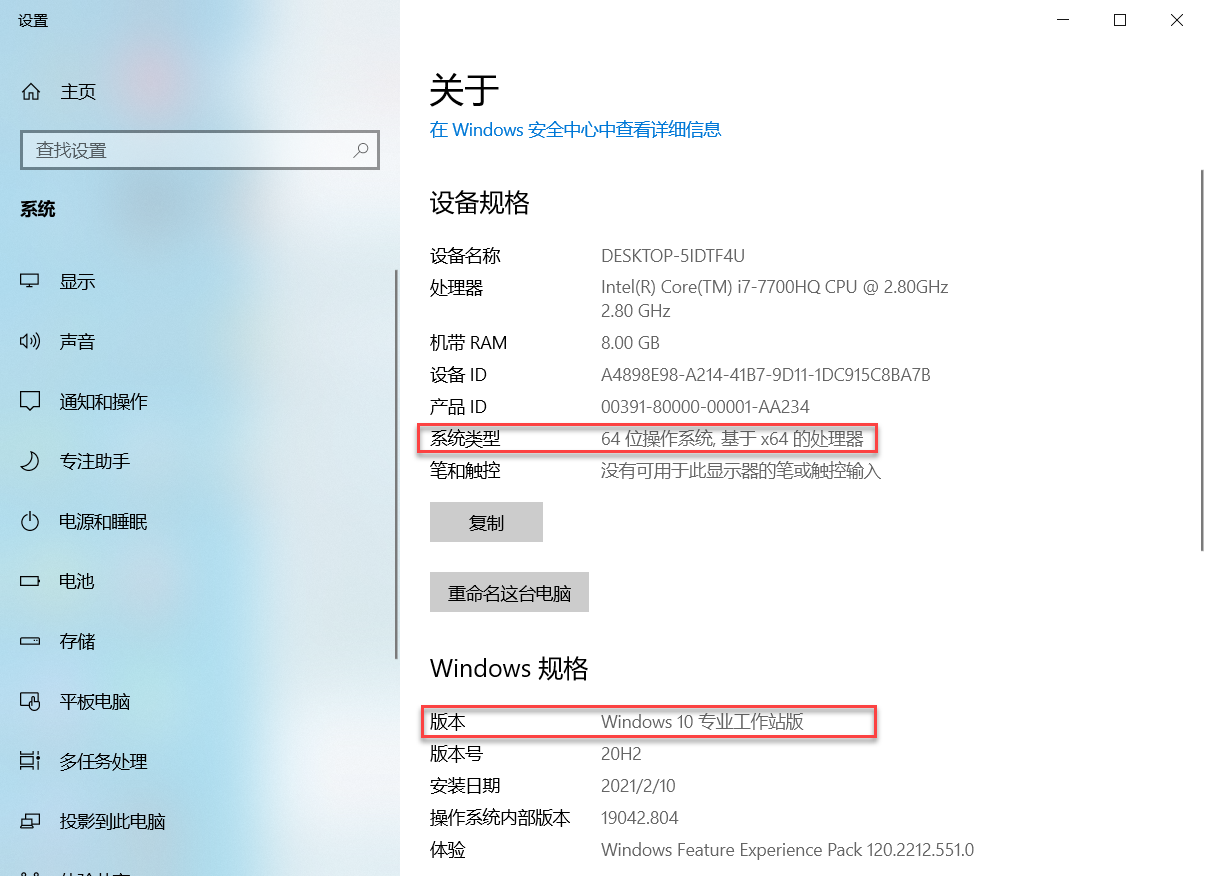 设置
主页
查找设置
系统
显示
声音
通知和操作
专注助手
电源和睡眠
电池
存储
平板电脑
多任务处理
投影到此电脑
关于
在 Windows 安全中心中查看详细信息
设备规格
设备名称 DESKTOP-5IDTF4U
处理器 Intel(R) Core(TM) i7-7700HQ CPU @ 2.80GHz
2.80 GHz
机带 RAM 8.00 GB
设备 ID A4898E98-A214-41B7-9D11-1DC915C8BA7B
产品 ID 00391-80000-00001-AA234
系统类型 64 位操作系统, 基于 x64 的处理器
笔和触控 没有可用于此显示器的笔或触控输入
复制
重命名这台电脑
Windows 规格
版本 Windows 10 专业工作站版
版本号 20H2
安装日期 2021/2/10
操作系统内部版本 19042.804
体验 Windows Feature Experience Pack 120.2212.551.0